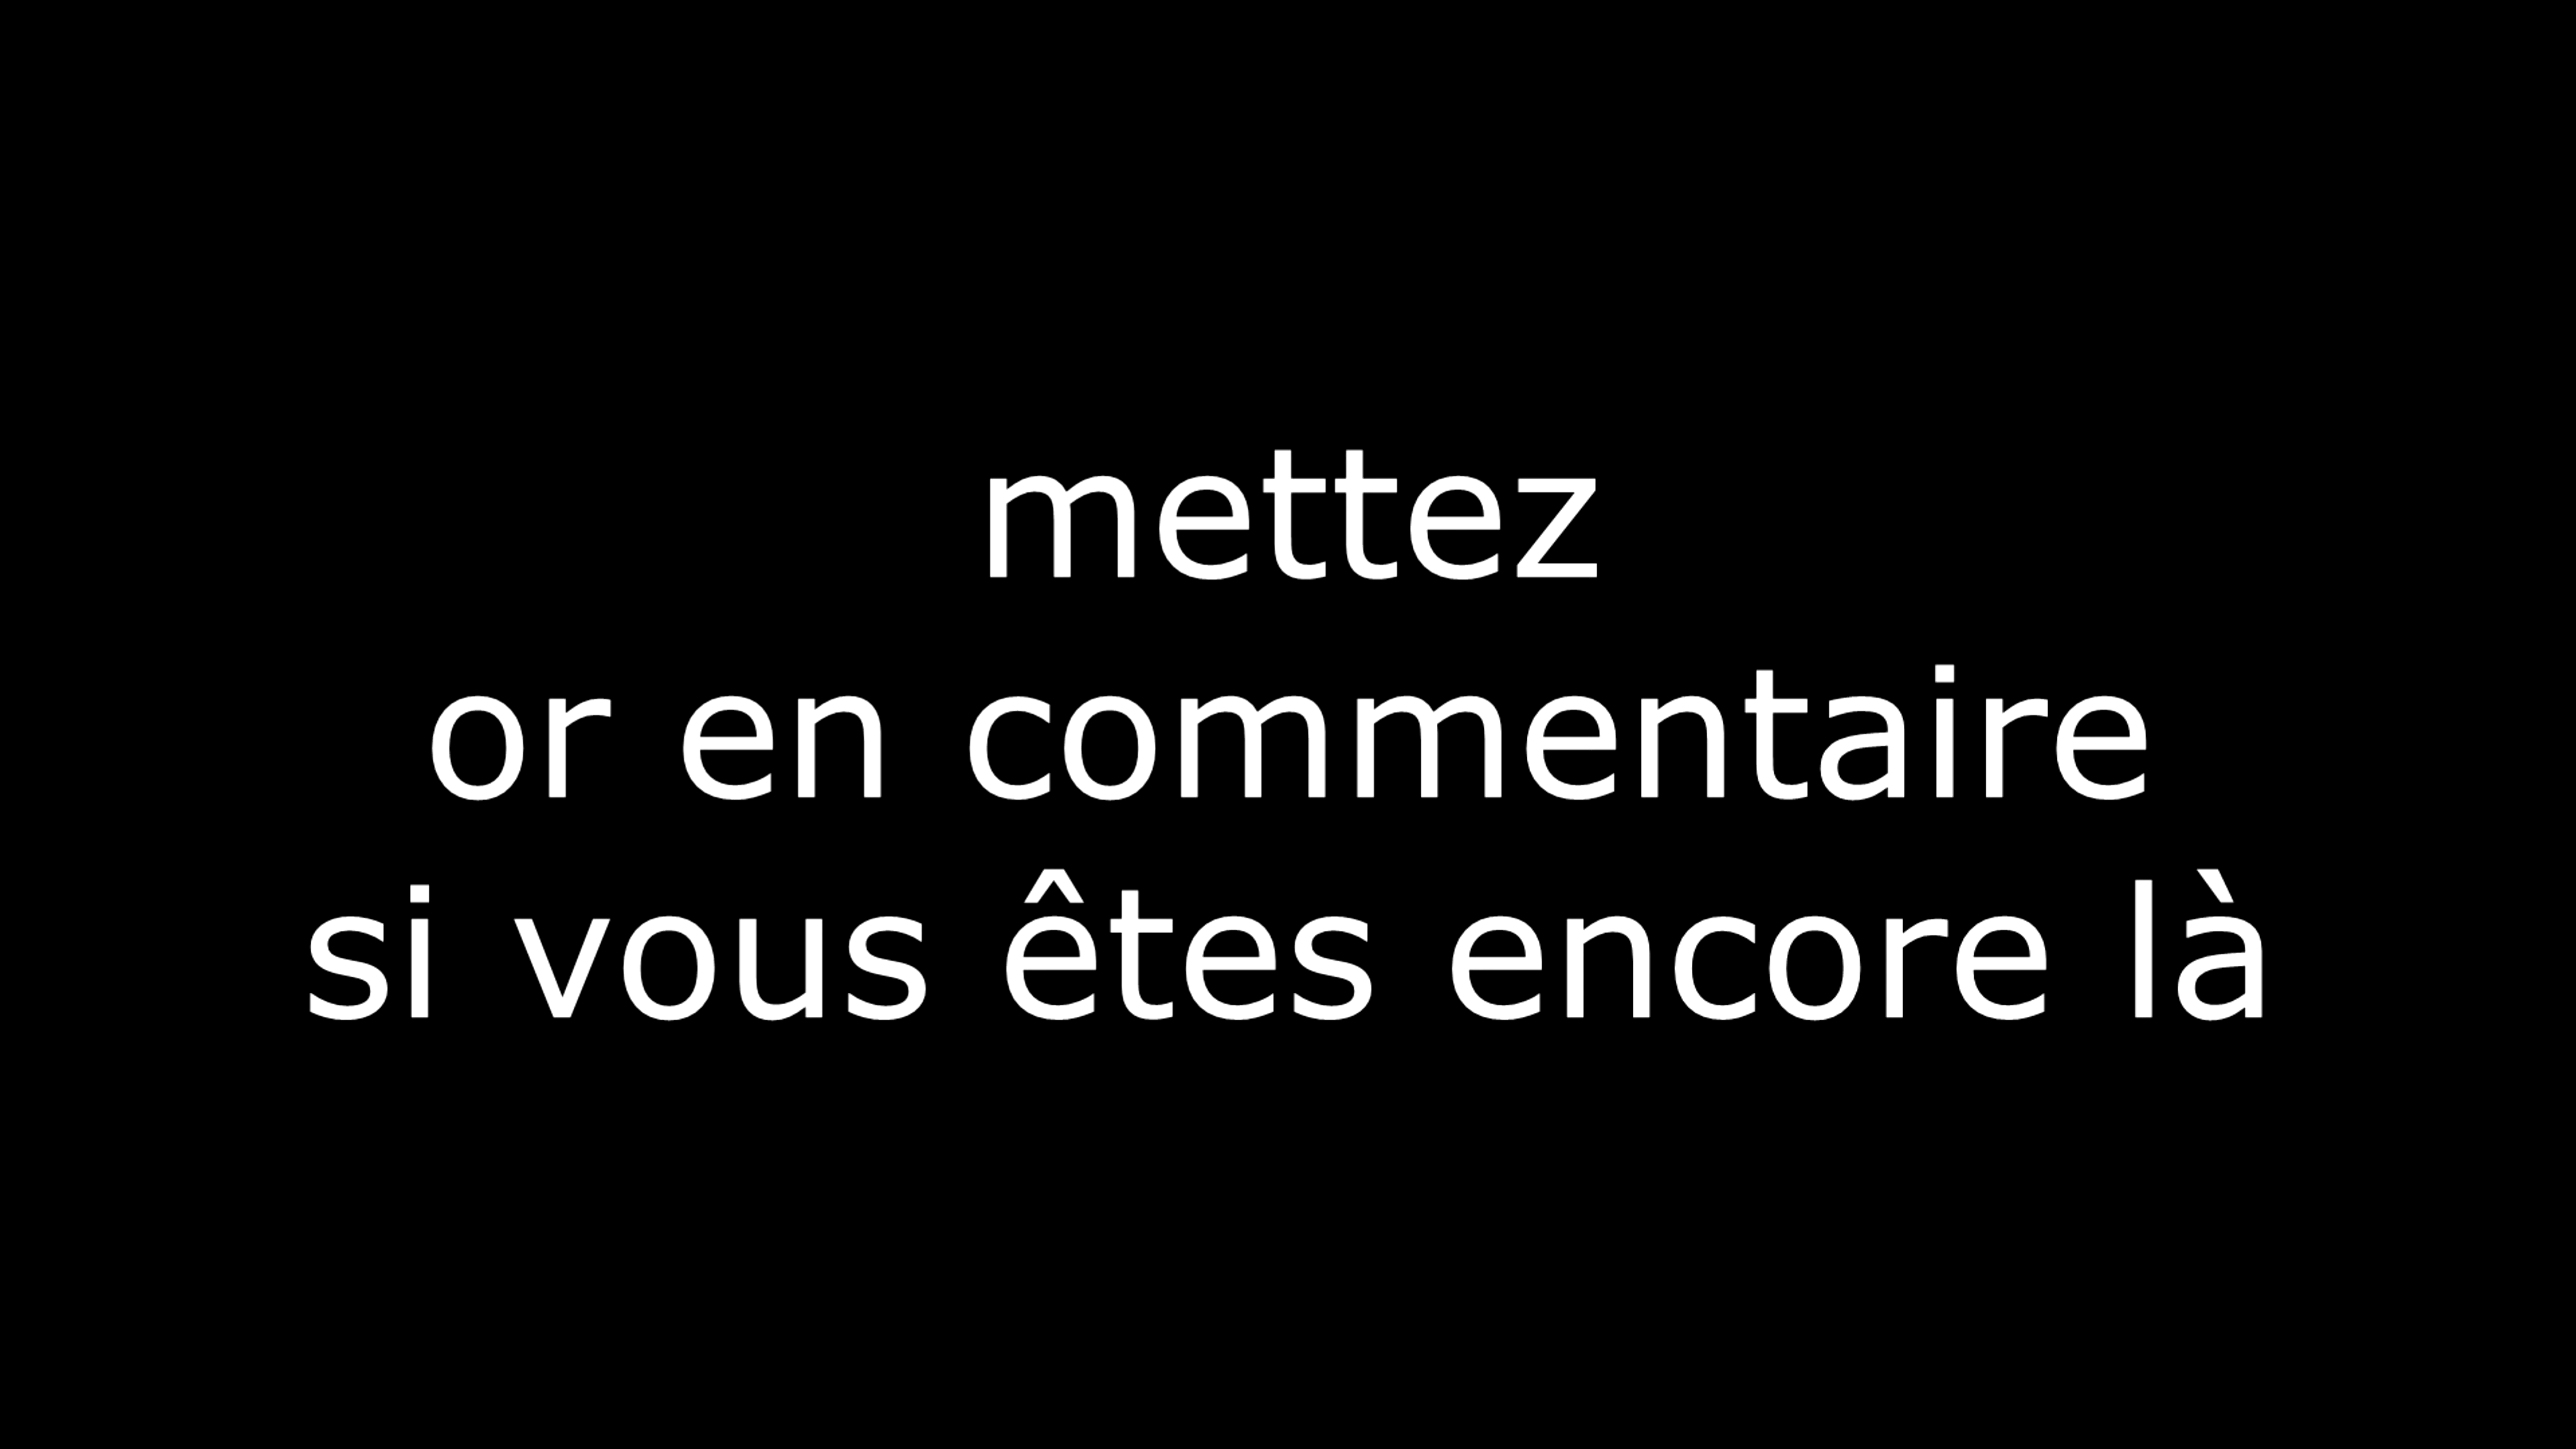 mettez
or en commentaire
si vous êtes encore là